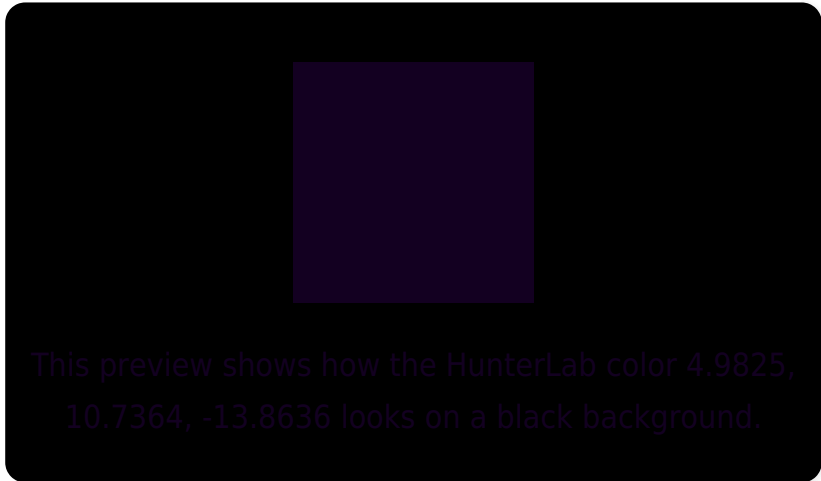 This preview shows how the HunterLab color 4.9825,
10.7364, -13.8636 looks on a black background.